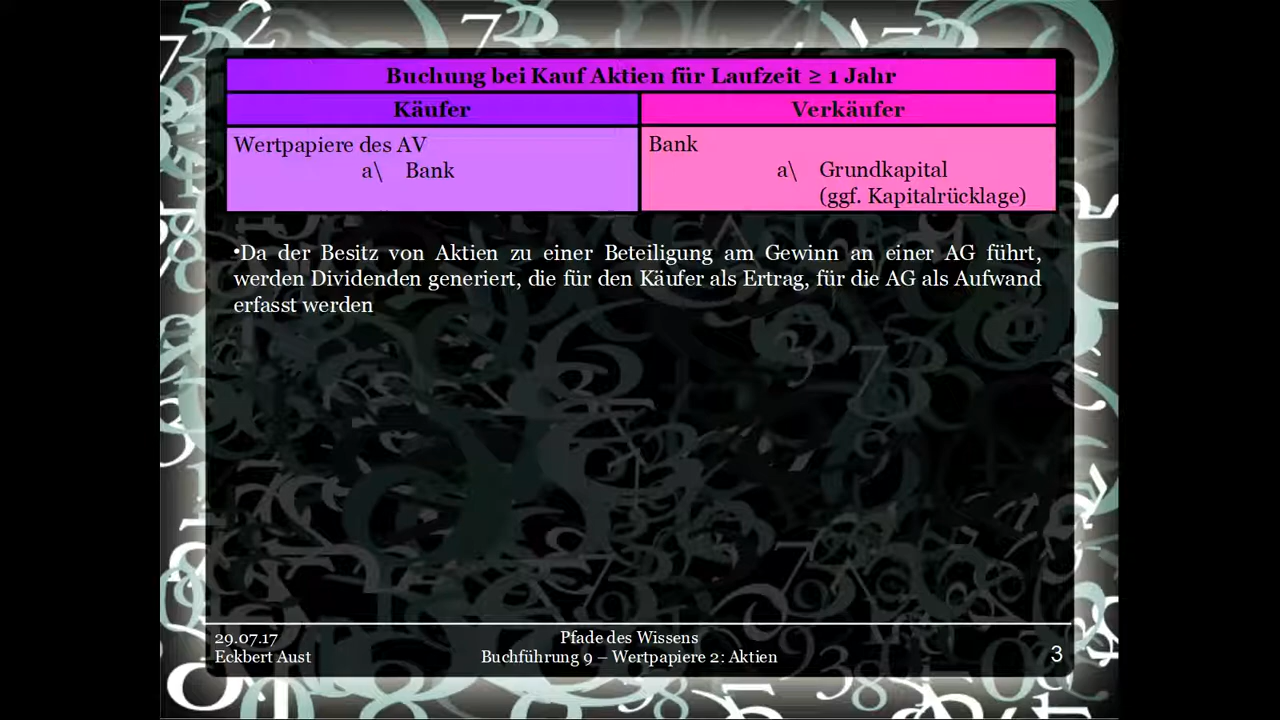 Buchung bei Kauf Aktien für Laufzeit ≥ 1 Jahr
Käufer
Verkäufer
Wertpapiere des AV
a\ Bank
Bank
a\ Grundkapital
(ggf. Kapitalrücklage)
•Da der Besitz von Aktien zu einer Beteiligung am Gewinn an einer AG führt,
werden Dividenden generiert, die für den Käufer als Ertrag, für die AG als Aufwand
erfasst werden
29.07.17
Eckbert Aust
Pfade des Wissens
Buchführung 9 – Wertpapiere 2: Aktien
3